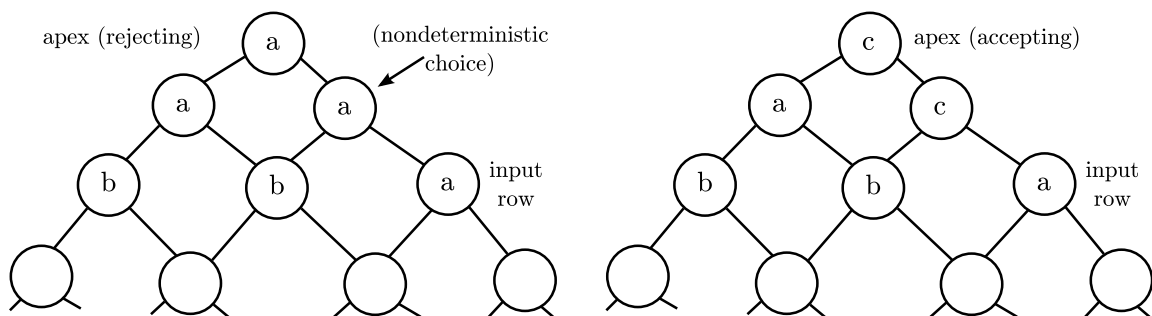 apex (rejecting)
a
(nondeterministic
choice)
a
a
b
b
a
input
row
c
apex (accepting)
a
c
b
b
a
input
row